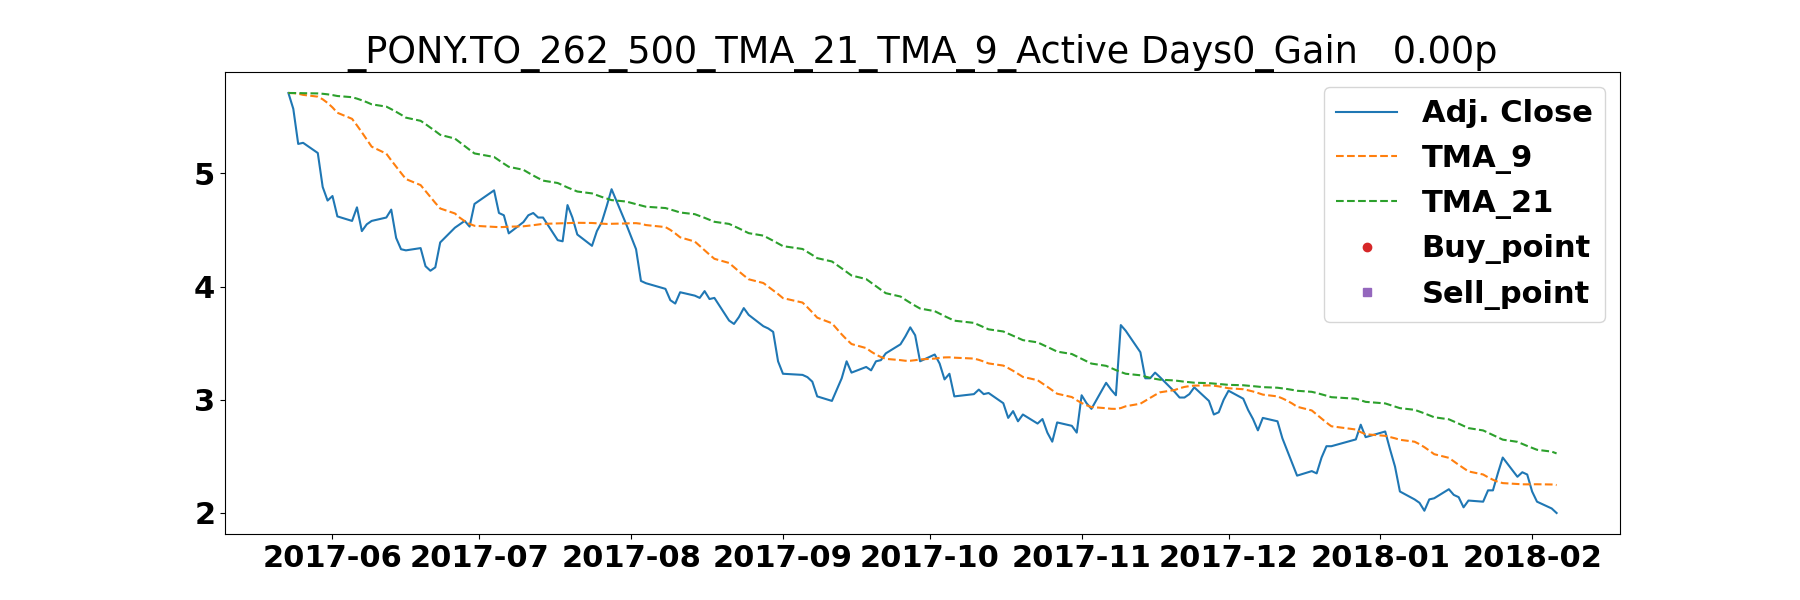 _PONY.TO_262_500_TMA_21_TMA_9_Active Days0_Gain   0.00p
Adj. Close
TMA_9
TMA_21
Buy_point
Sell_point
5
4
3
2
2017-06 2017-07 2017-08 2017-09 2017-10 2017-11 2017-12 2018-01 2018-02